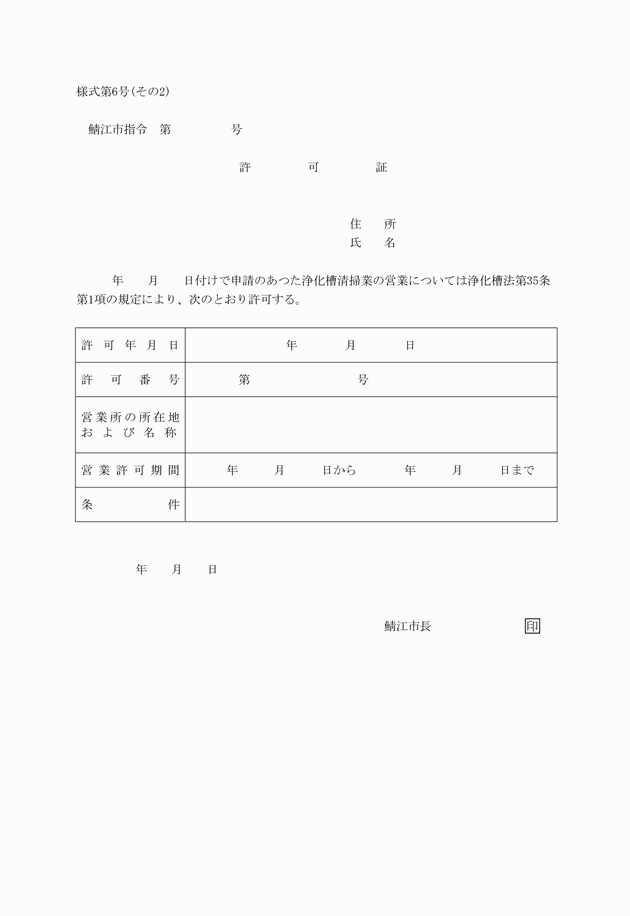 様式第6号(その2)
鯖江市指令　第　　　　　号
許　　　　可　　　　証
住　　所
氏　　名
年　　月　　日付けで申請のあつた浄化槽清掃業の営業については浄化槽法第35条
第1項の規定により、次のとおり許可する。
許可年月日　　　　年　　　　月　　　　日
許可番号　　　　第　　　　　　　　　号
営業所の所在地
および名称
営業許可期間　　　　年　　　月　　　日から　　　　年　　　月　　　日まで
条件
年　　月　　日
鯖江市長　　　　　　　　印